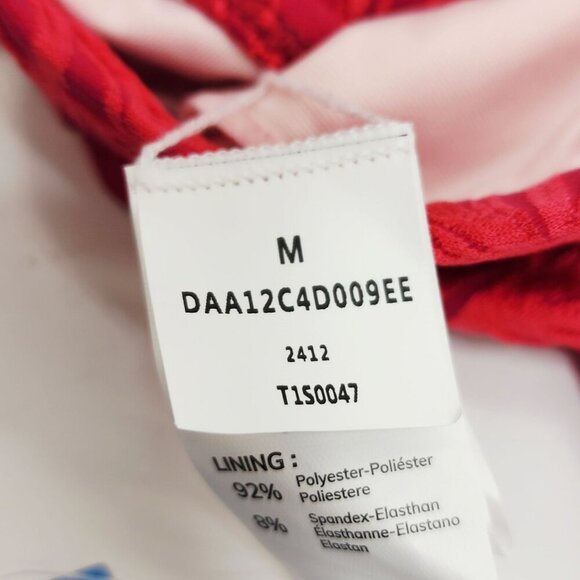 M
DAA12C4D009EE
2412
T1S0047
LINING :
92% Polyester-Poliéster
Poliestere
8% Spandex-Elasthan
Élasthanne-Elastano
Elastan